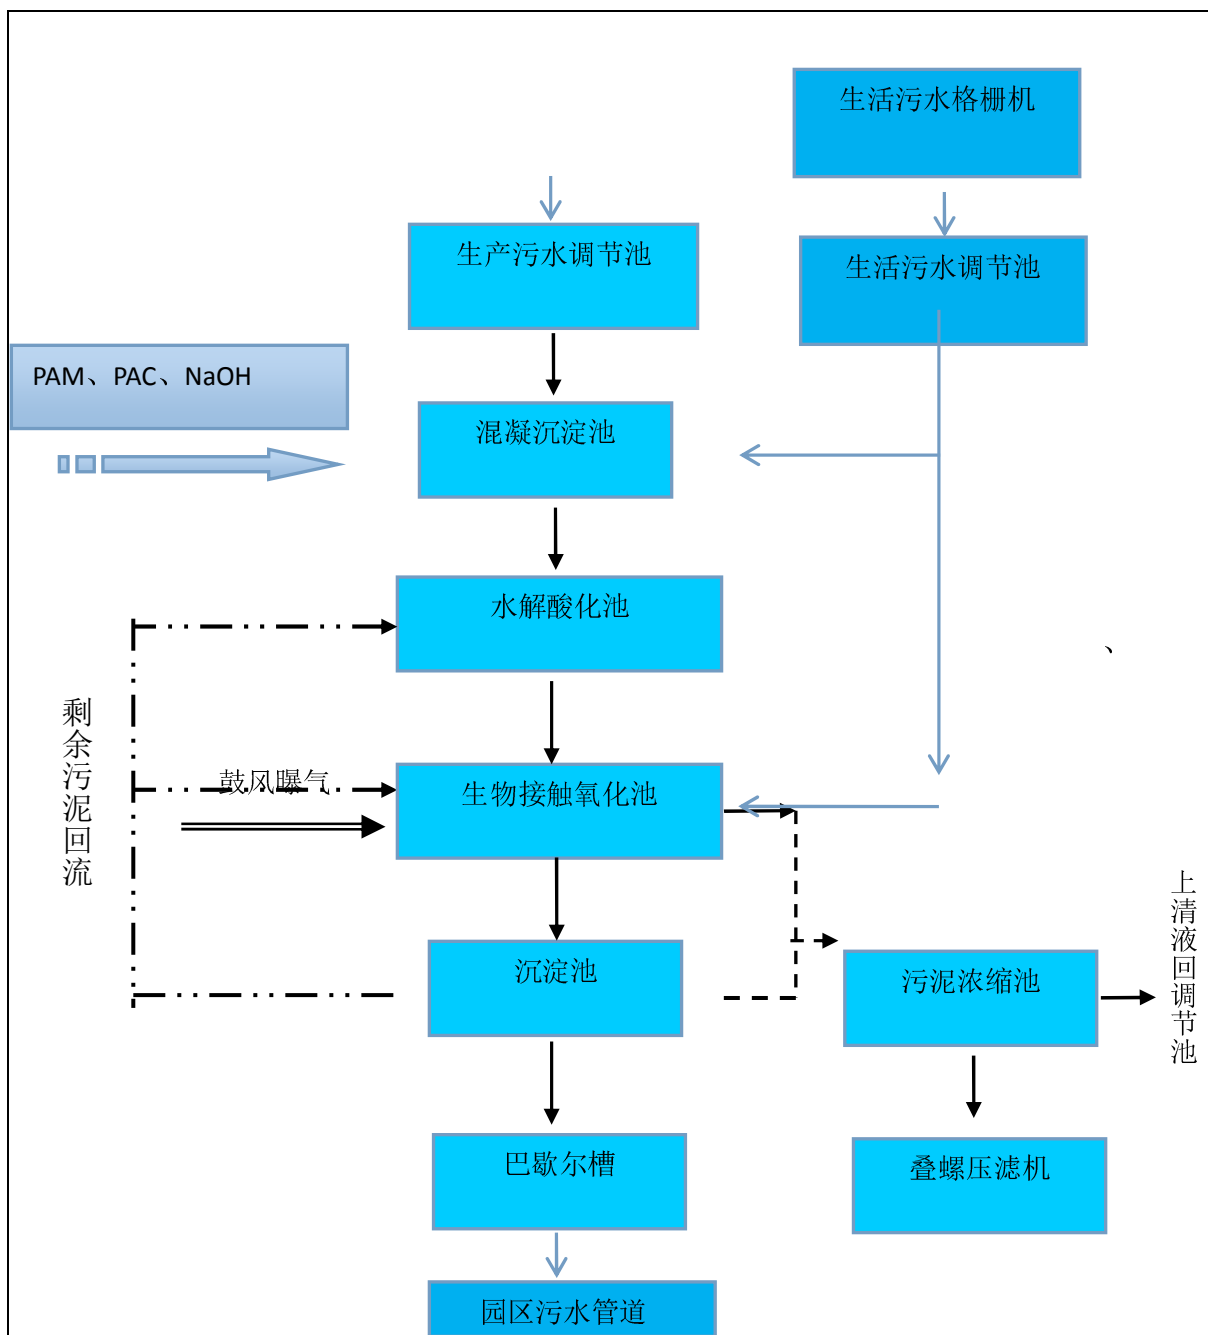 生活污水格栅机
生产污水调节池
生活污水调节池
PAM、PAC、NaOH
混凝沉淀池
水解酸化池
、
剩余污泥回流
鼓风曝气
生物接触氧化池
上清液回调节池
沉淀池
污泥浓缩池
巴歇尔槽
叠螺压滤机
园区污水管道